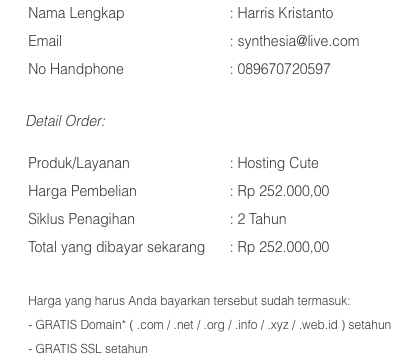 Nama Lengkap : Harris Kristanto
Email : synthesia@live.com
No Handphone : 089670720597
Detail Order:
Produk/Layanan : Hosting Cute
Harga Pembelian : Rp 252.000,00
Siklus Penagihan : 2 Tahun
Total yang dibayar sekarang : Rp 252.000,00
Harga yang harus Anda bayarkan tersebut sudah termasuk:
- GRATIS Domain* ( .com / .net / .org / .info / .xyz / .web.id ) setahun
- GRATIS SSL setahun